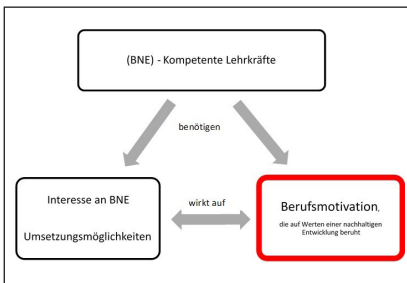 (BNE) - Kompetente Lehrkräfte
benötigen
Interesse an BNE
Umsetzungsmöglichkeiten
wirkt auf
Berufsmotivation,
die auf Werten einer nachhaltigen
Entwicklung beruht